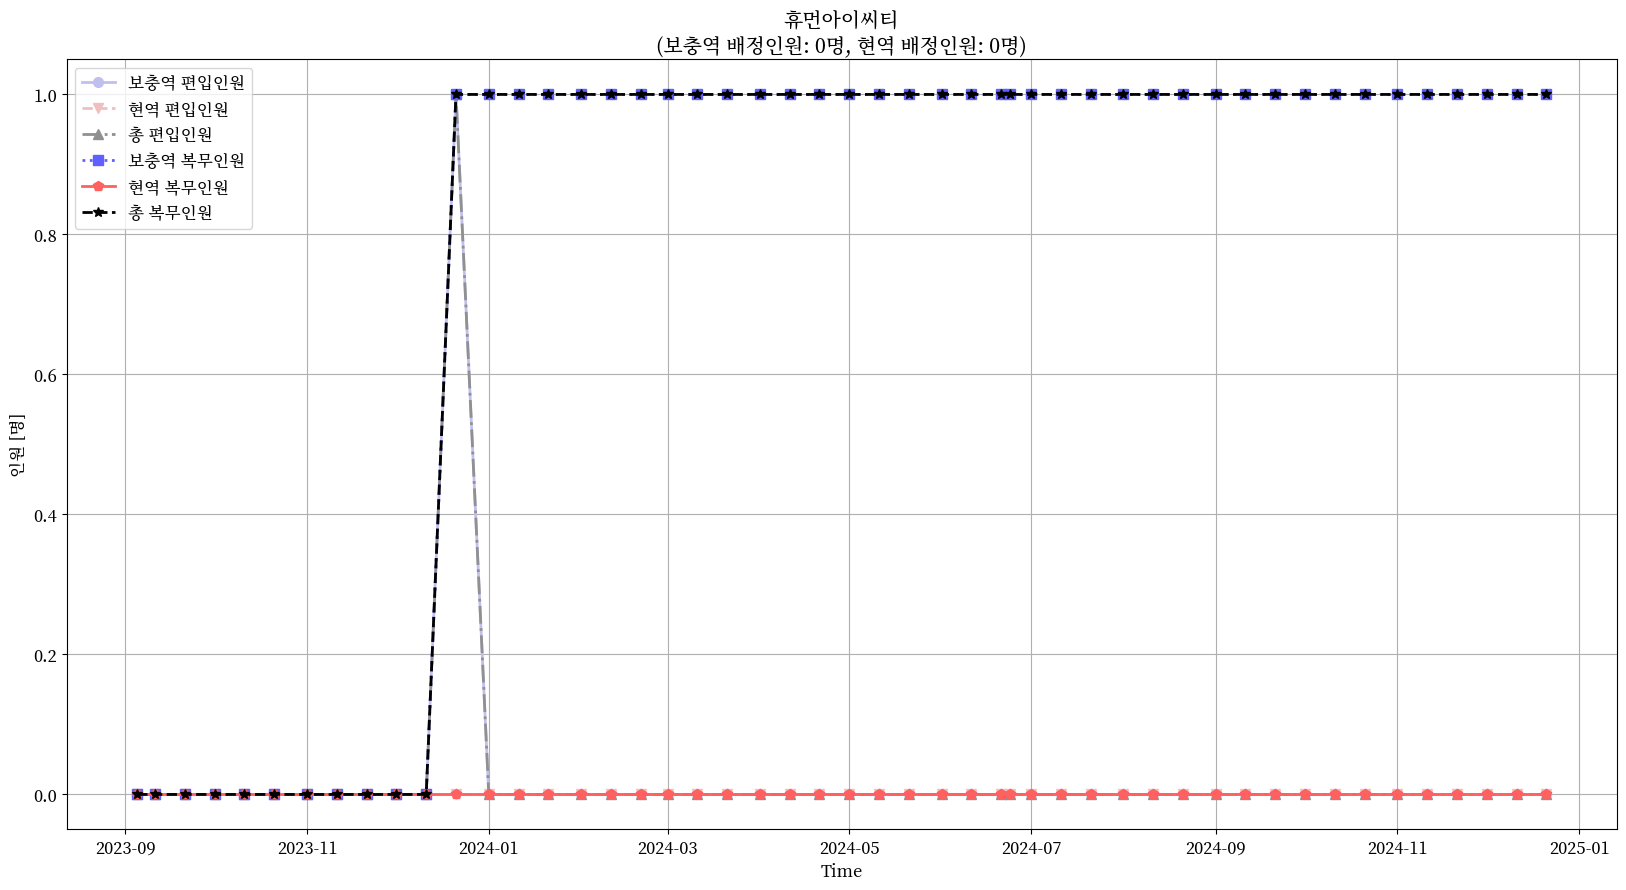 휴먼아이씨티
(보충역 배정인원: 0명, 현역 배정인원: 0명)
보충역 편입인원
현역 편입인원
총 편입인원
보충역 복무인원
현역 복무인원
총 복무인원
인원 [명]
1.0
0.8
0.6
0.4
0.2
0.0
2023-09
2023-11
2024-01
2024-03
2024-05
2024-07
2024-09
2024-11
2025-01
Time